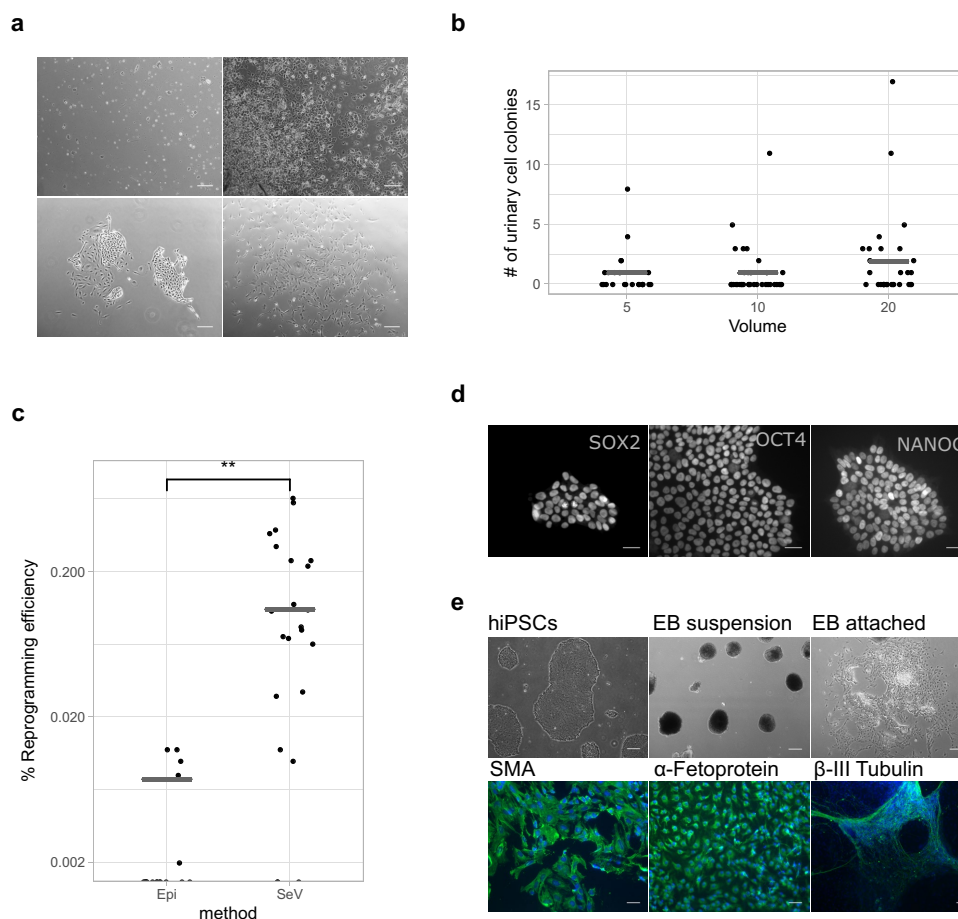 a
b
# of urinary cell colonies
15
10
5
0
5
10
20
Volume
c
**
% Reprogramming efficiency
0.200
0.020
0.002
Epi
SeV
method
d
SOX2
OCT4
NANOG
e
hiPSCs
EB suspension
EB attached
SMA
α-Fetoprotein
β-III Tubulin